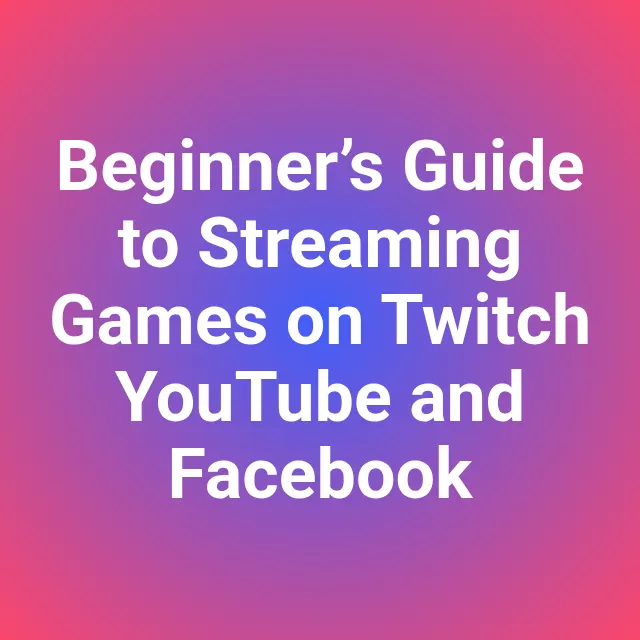 Beginner’s Guide
to Streaming
Games on Twitch
YouTube and
Facebook